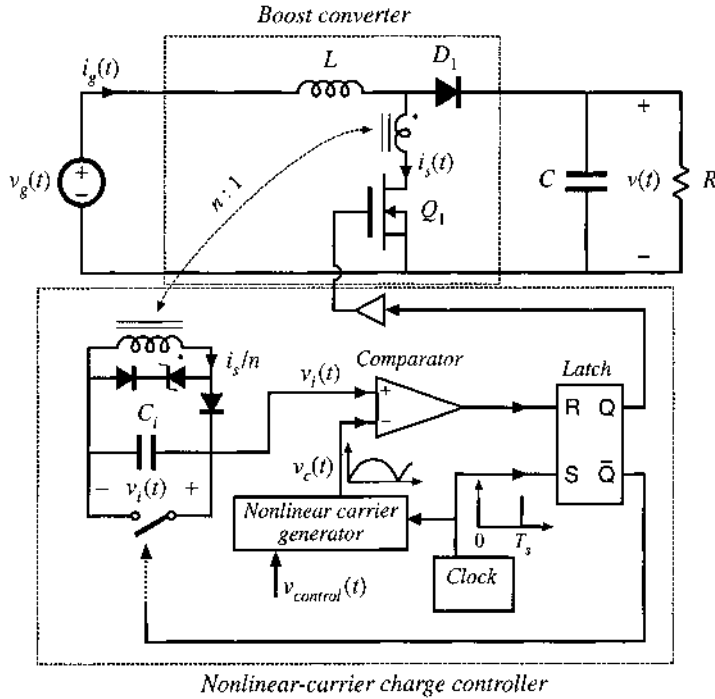 Boost converter
i_g(t)
L
D_1
v_g(t)
+
−
n : 1
i_s(t)
Q_1
C
+
v(t)
−
R
i_s/n
C_i
− v_i(t) +
v_i(t)
Comparator
+
−
v_c(t)
Latch
R Q
S Q̄
Nonlinear carrier
generator
0 T_s
Clock
v_control(t)
Nonlinear-carrier charge controller